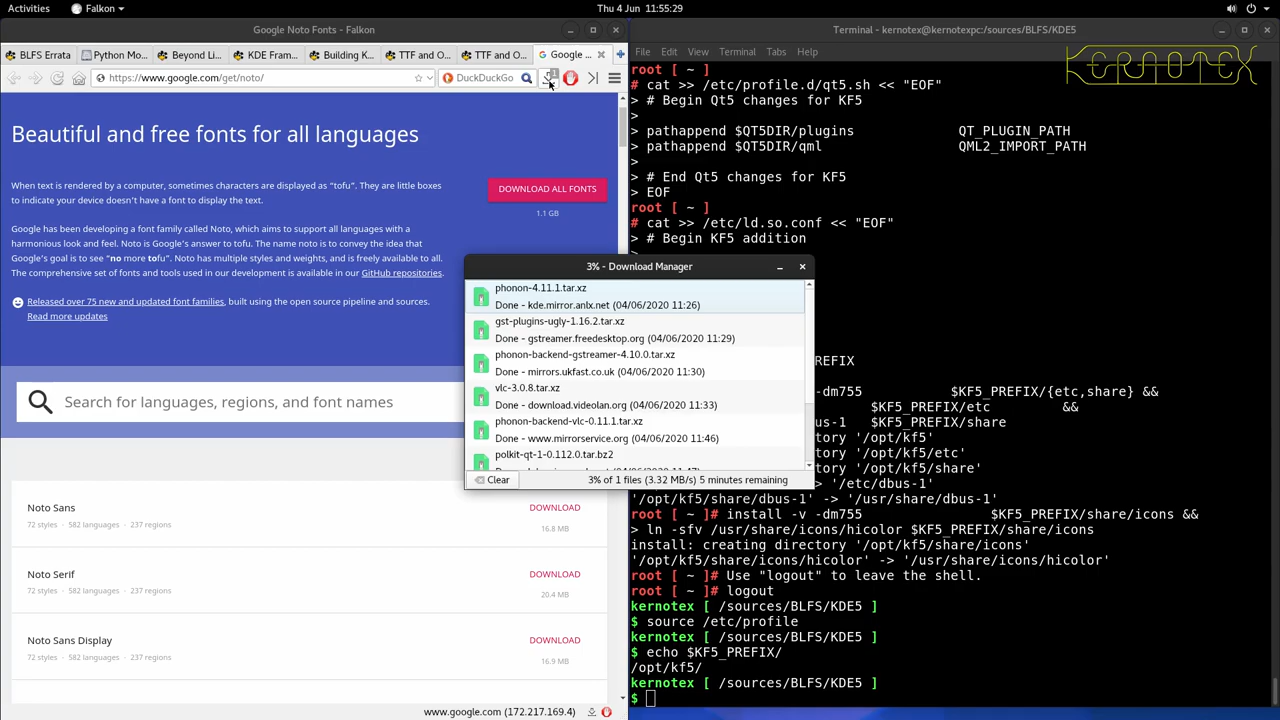 Activities
Falkon
Thu 4 Jun 11:55:29
Google Noto Fonts - Falkon
BLFS Errata
Python Mo...
Beyond Li...
KDE Fram...
Building K...
TTF and O...
TTF and O...
Google ...
https://www.google.com/get/noto/
DuckDuckGo
Beautiful and free fonts for all languages
When text is rendered by a computer, sometimes characters are displayed as “tofu”. They are little boxes
to indicate your device doesn’t have a font to display the text.
DOWNLOAD ALL FONTS
1.1 GB
Google has been developing a font family called Noto, which aims to support all languages with a
harmonious look and feel. Noto is Google’s answer to tofu. The name noto is to convey the idea that
Google’s goal is to see “no more tofu”. Noto has multiple styles and weights, and is freely available to all.
The comprehensive set of fonts and tools used in our development is available in our GitHub repositories.
Released over 75 new and updated font families, built using the open source pipeline and sources.
Read more updates
Search for languages, regions, and font names
Noto Sans
72 styles · 582 languages · 237 regions
DOWNLOAD
16.8 MB
Noto Serif
72 styles · 582 languages · 237 regions
DOWNLOAD
20.4 MB
Noto Sans Display
72 styles · 582 languages · 237 regions
DOWNLOAD
16.9 MB
www.google.com (172.217.169.4)
3% - Download Manager
phonon-4.11.1.tar.xz
Done - kde.mirror.anlx.net (04/06/2020 11:26)
gst-plugins-ugly-1.16.2.tar.xz
Done - gstreamer.freedesktop.org (04/06/2020 11:29)
phonon-backend-gstreamer-4.10.0.tar.xz
Done - mirrors.ukfast.co.uk (04/06/2020 11:30)
vlc-3.0.8.tar.xz
Done - download.videolan.org (04/06/2020 11:33)
phonon-backend-vlc-0.11.1.tar.xz
Done - www.mirrorservice.org (04/06/2020 11:46)
polkit-qt-1-0.112.0.tar.bz2
Clear
3% of 1 files (3.32 MB/s) 5 minutes remaining
Terminal - kernotex@kernotexpc:/sources/BLFS/KDE5
File Edit View Terminal Tabs Help
KERNOTEX
root [ ~ ]
# cat >> /etc/profile.d/qt5.sh << "EOF"
> # Begin Qt5 changes for KF5
>
> pathappend $QT5DIR/plugins QT_PLUGIN_PATH
> pathappend $QT5DIR/qml QML2_IMPORT_PATH
>
> # End Qt5 changes for KF5
> EOF
root [ ~ ]
# cat >> /etc/ld.so.conf << "EOF"
> # Begin KF5 addition
>
EFIX
-dm755 $KF5_PREFIX/{etc,share} &&
$KF5_PREFIX/etc &&
bus-1 $KF5_PREFIX/share
tory '/opt/kf5'
tory '/opt/kf5/etc'
tory '/opt/kf5/share'
> '/etc/dbus-1'
'/opt/kf5/share/dbus-1' -> '/usr/share/dbus-1'
root [ ~ ]# install -v -dm755 $KF5_PREFIX/share/icons &&
> ln -sfv /usr/share/icons/hicolor $KF5_PREFIX/share/icons
install: creating directory '/opt/kf5/share/icons'
'/opt/kf5/share/icons/hicolor' -> '/usr/share/icons/hicolor'
root [ ~ ]# Use "logout" to leave the shell.
root [ ~ ]# logout
kernotex [ /sources/BLFS/KDE5 ]
$ source /etc/profile
kernotex [ /sources/BLFS/KDE5 ]
$ echo $KF5_PREFIX/
/opt/kf5/
kernotex [ /sources/BLFS/KDE5 ]
$